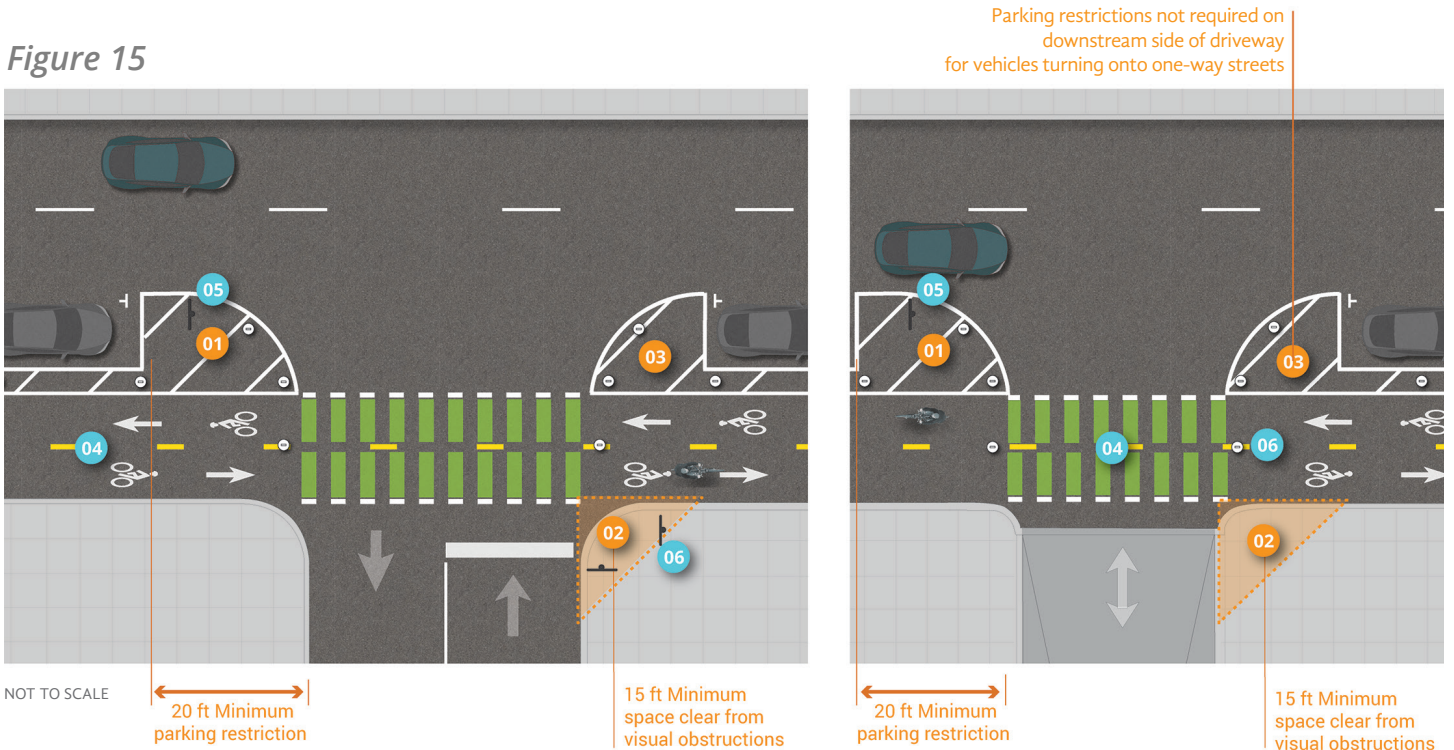 Parking restrictions not required on
downstream side of driveway
for vehicles turning onto one-way streets
Figure 15
05
01
03
04
02
06
05
01
03
04
06
02
NOT TO SCALE
20 ft Minimum
parking restriction
15 ft Minimum
space clear from
visual obstructions
20 ft Minimum
parking restriction
15 ft Minimum
space clear from
visual obstructions